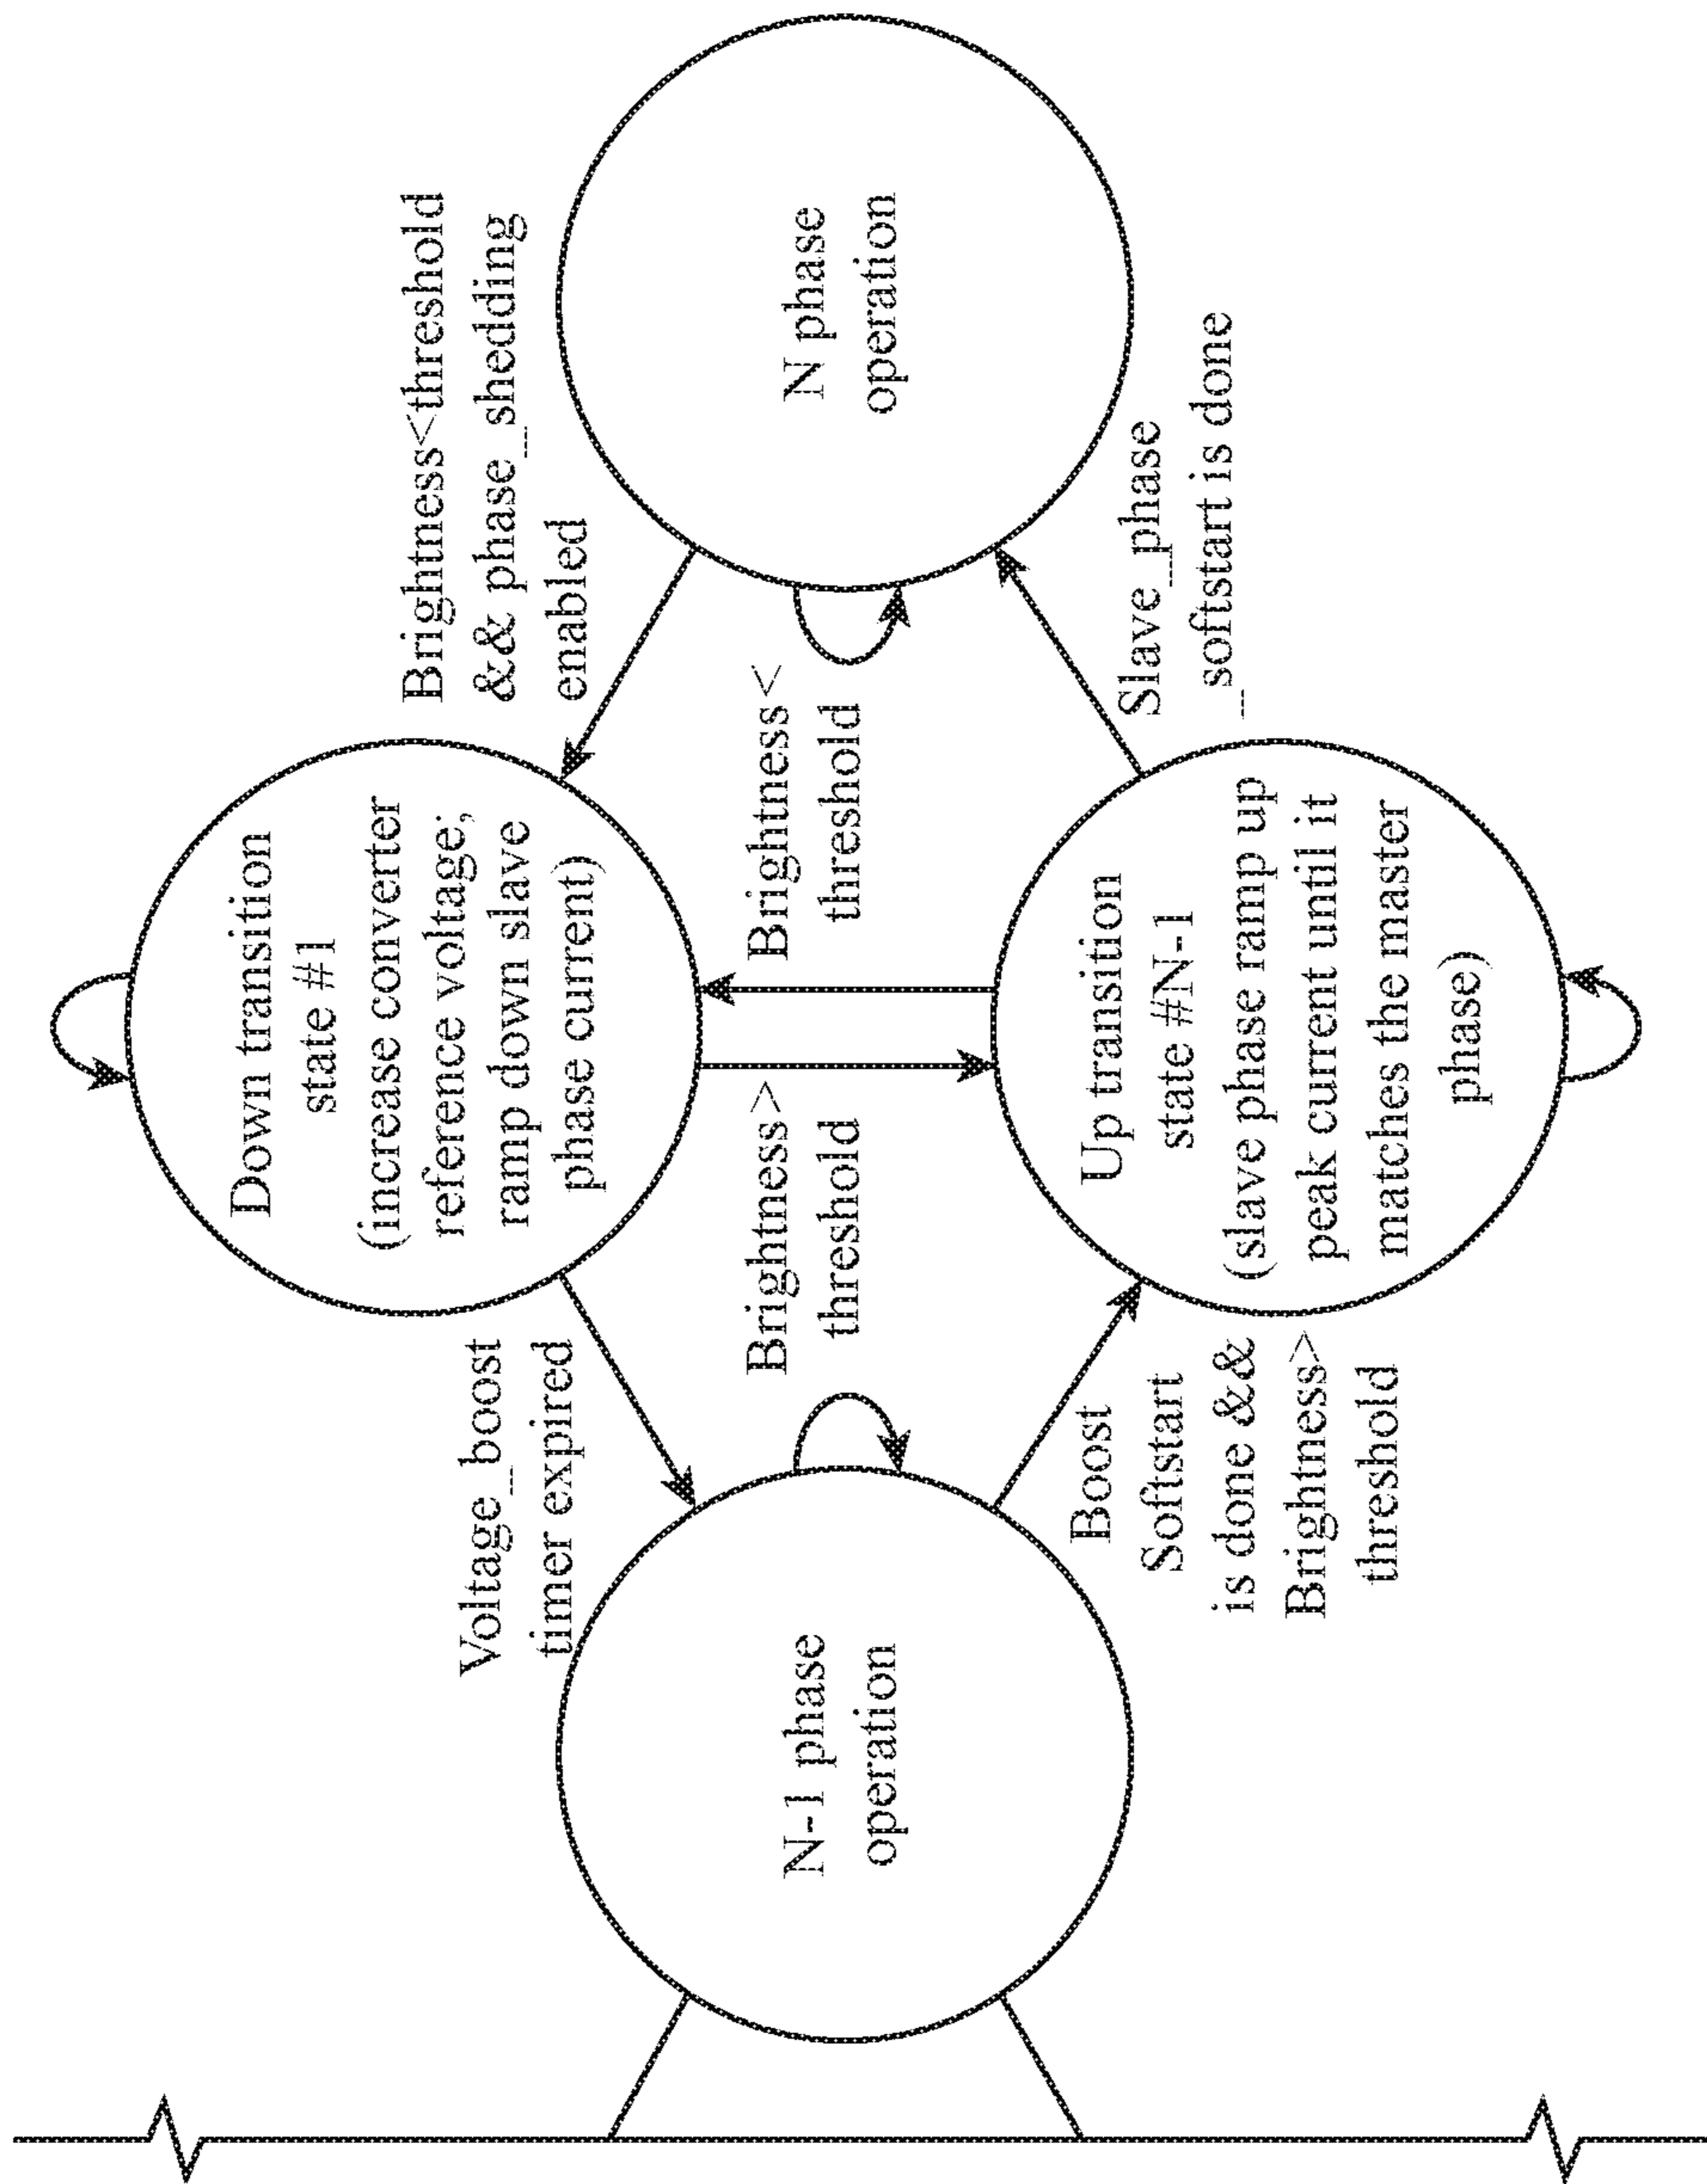 Down transition
state #1
(increase converter
reference voltage;
ramp down slave
phase current)
Voltage_boost
timer expired
Brightness<threshold
&& phase_shedding
enabled
N-1 phase
operation
Brightness>
threshold
Brightness<
threshold
N phase
operation
Boost
Softstart
is done &&
Brightness>
threshold
Up transition
state #N-1
(slave phase ramp up
peak current until it
matches the master
phase)
Slave_phase
_softstart is done